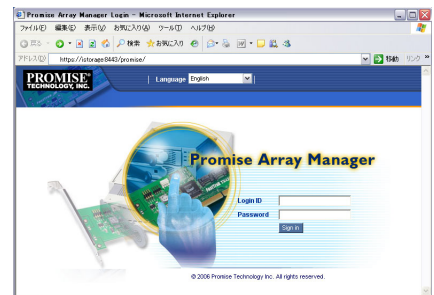 Promise Array Manager Login - Microsoft Internet Explorer
ファイル(F) 編集(E) 表示(V) お気に入り(A) ツール(T) ヘルプ(H)
戻る 検索 お気に入り
アドレス(D) https://istorage:8443/promise/ 移動 リンク »
PROMISE®
TECHNOLOGY, INC.
| Language English |
Promise Array Manager
Login ID
Password
Sign in
© 2006 Promise Technology Inc. All rights reserved.